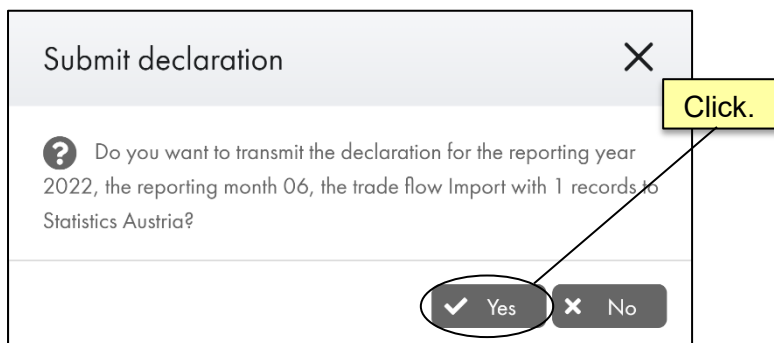 Submit declaration
Click.
Do you want to transmit the declaration for the reporting year
2022, the reporting month 06, the trade flow Import with 1 records to
Statistics Austria?
Yes
No